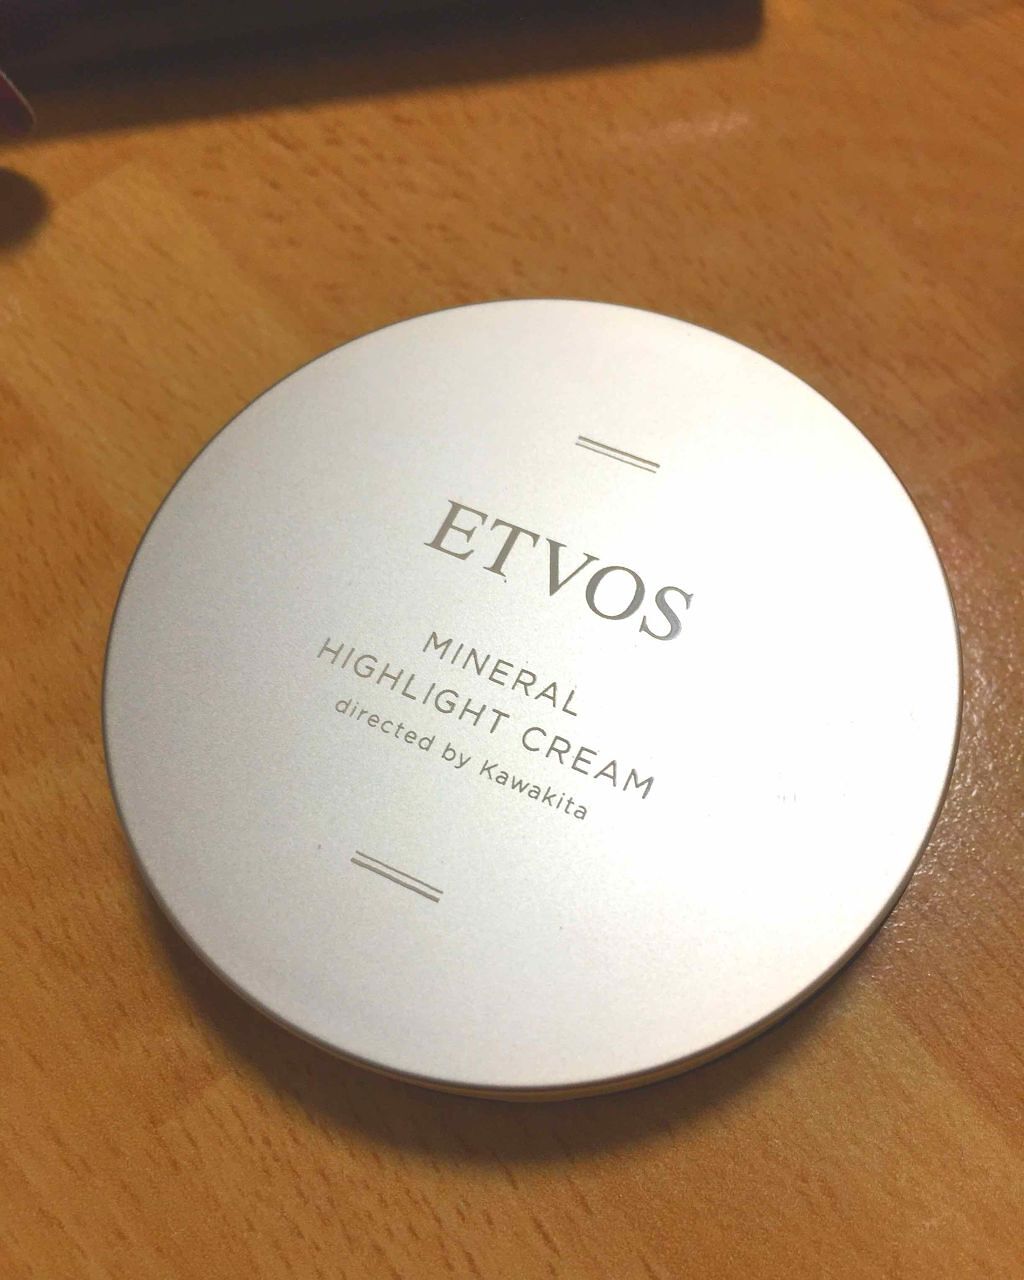 ETVOS
MINERAL
HIGHLIGHT CREAM
directed by Kawakita